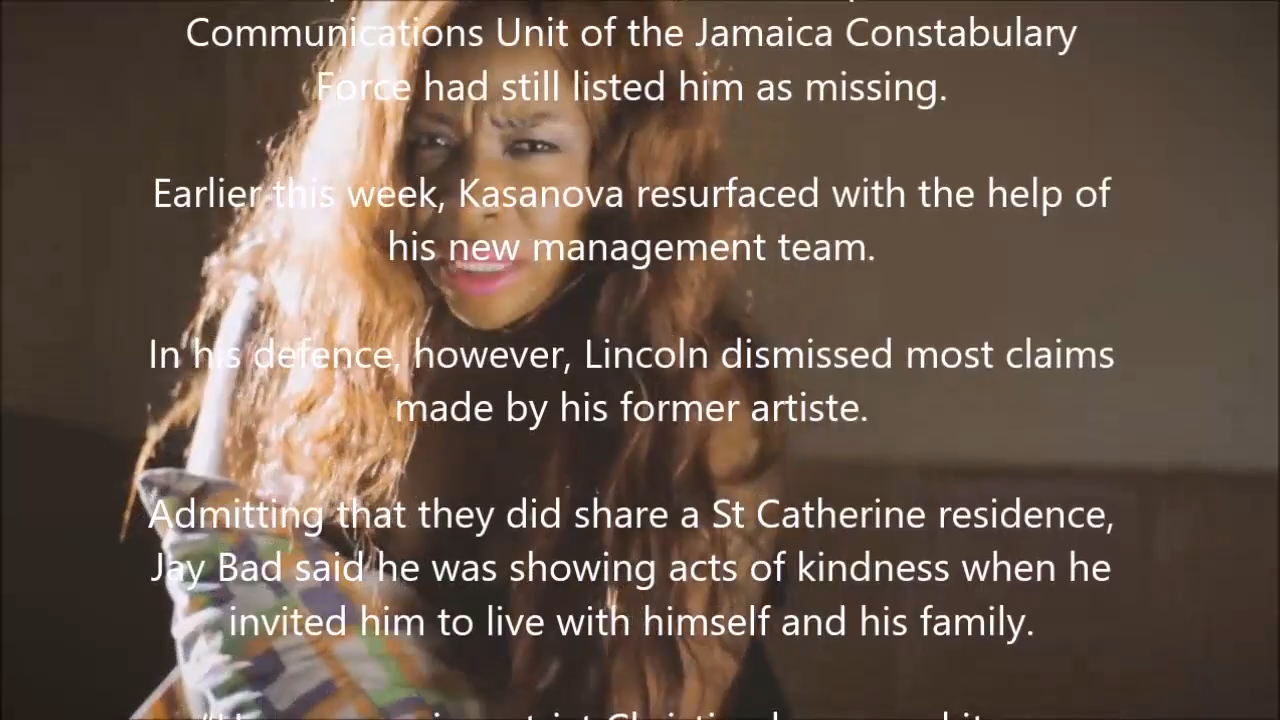 Communications Unit of the Jamaica Constabulary
Force had still listed him as missing.
Earlier this week, Kasanova resurfaced with the help of
his new management team.
In his defence, however, Lincoln dismissed most claims
made by his former artiste.
Admitting that they did share a St Catherine residence,
Jay Bad said he was showing acts of kindness when he
invited him to live with himself and his family.